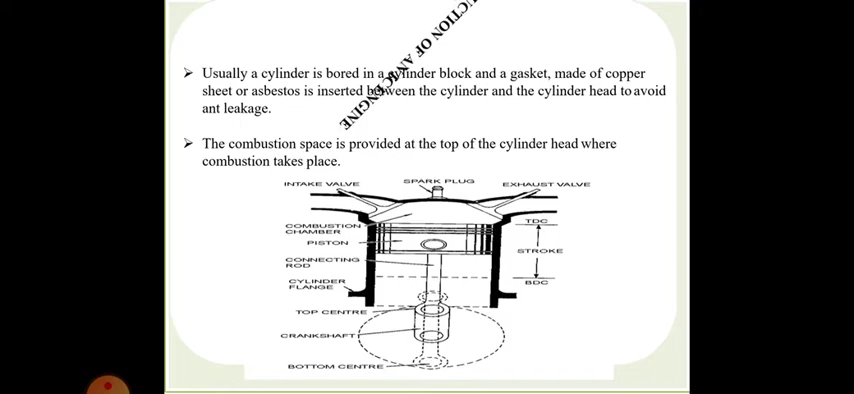 UCTION OF AN IC ENGINE
➢ Usually a cylinder is bored in a cylinder block and a gasket, made of copper
sheet or asbestos is inserted between the cylinder and the cylinder head to avoid
ant leakage.
➢ The combustion space is provided at the top of the cylinder head where
combustion takes place.
INTAKE VALVE
SPARK PLUG
EXHAUST VALVE
COMBUSTION
CHAMBER
PISTON
CONNECTING
ROD
CYLINDER
FLANGE
TOP CENTRE
CRANKSHAFT
BOTTOM CENTRE
TDC
STROKE
BDC